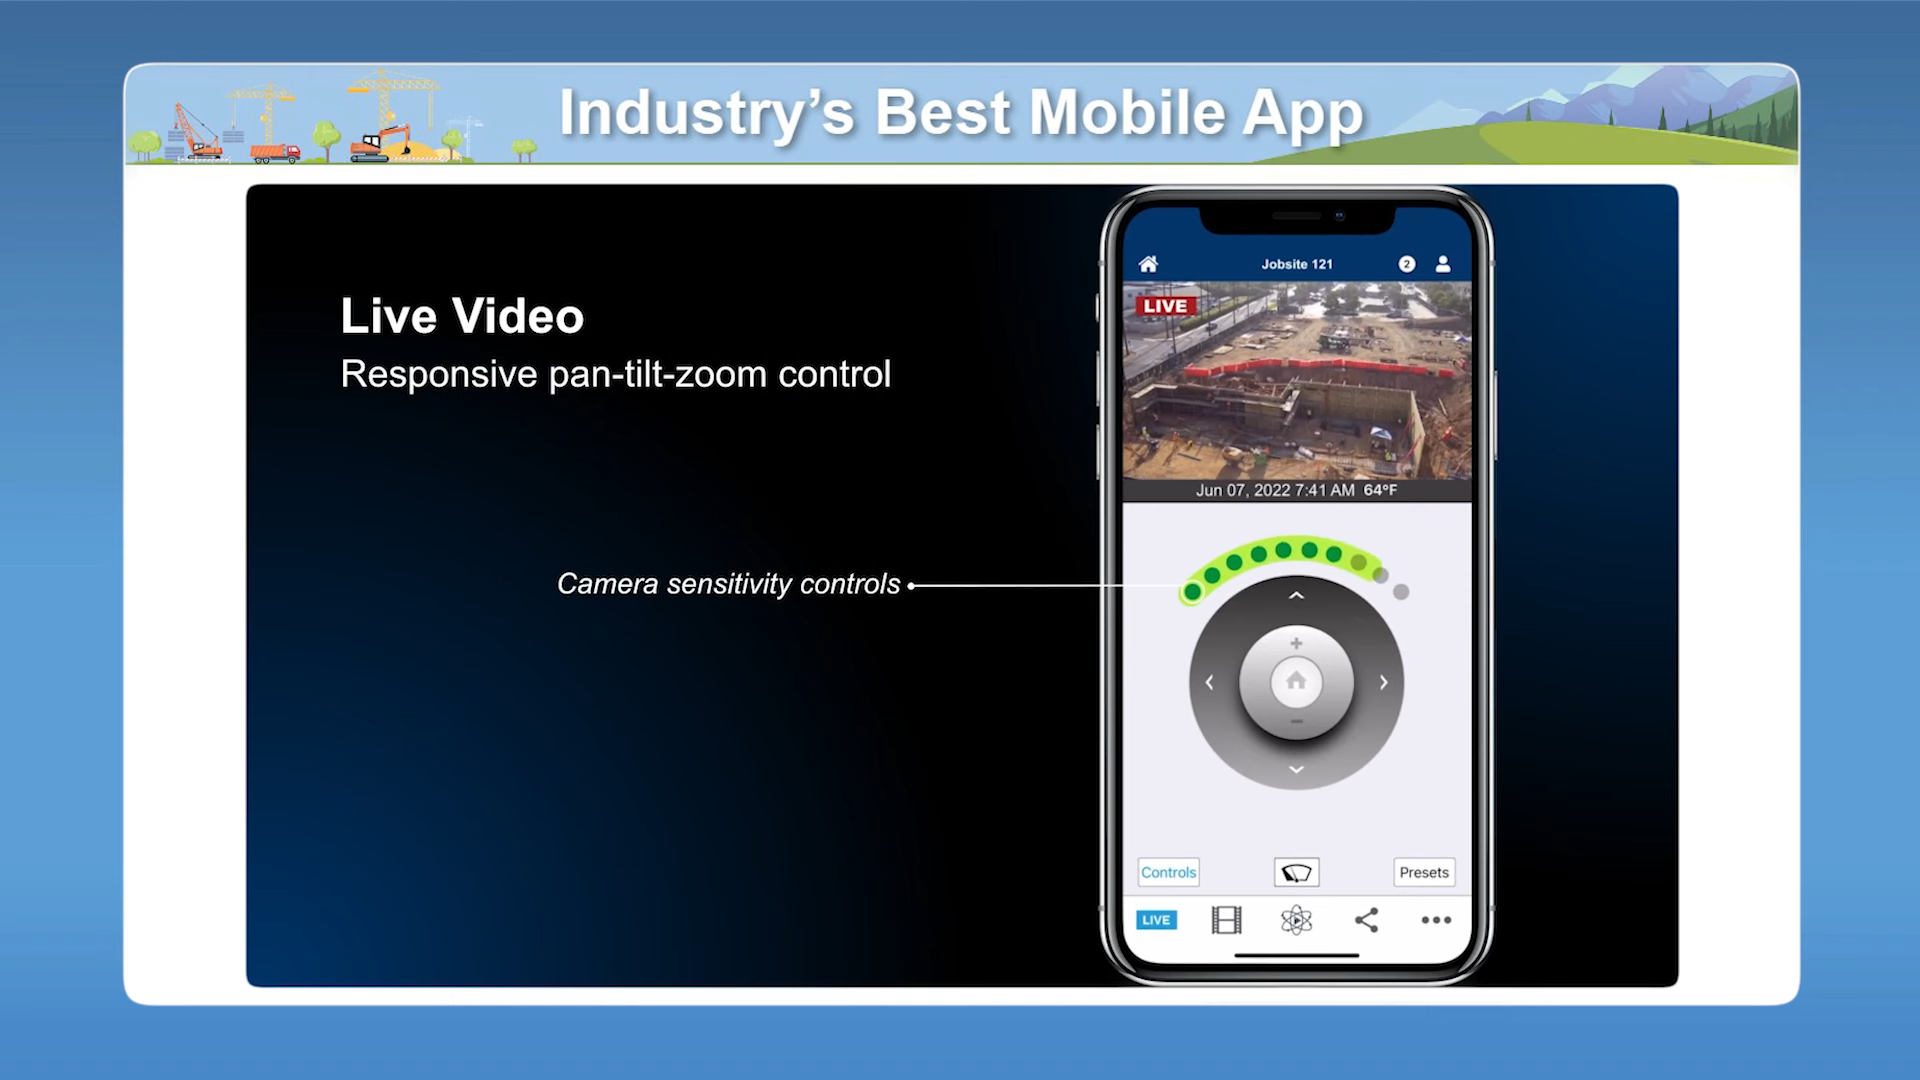 Industry's Best Mobile App
Live Video
Responsive pan-tilt-zoom control
Camera sensitivity controls
Jobsite 121
2
LIVE
Jun 07, 2022 7:41 AM 64°F
Controls
Presets
LIVE